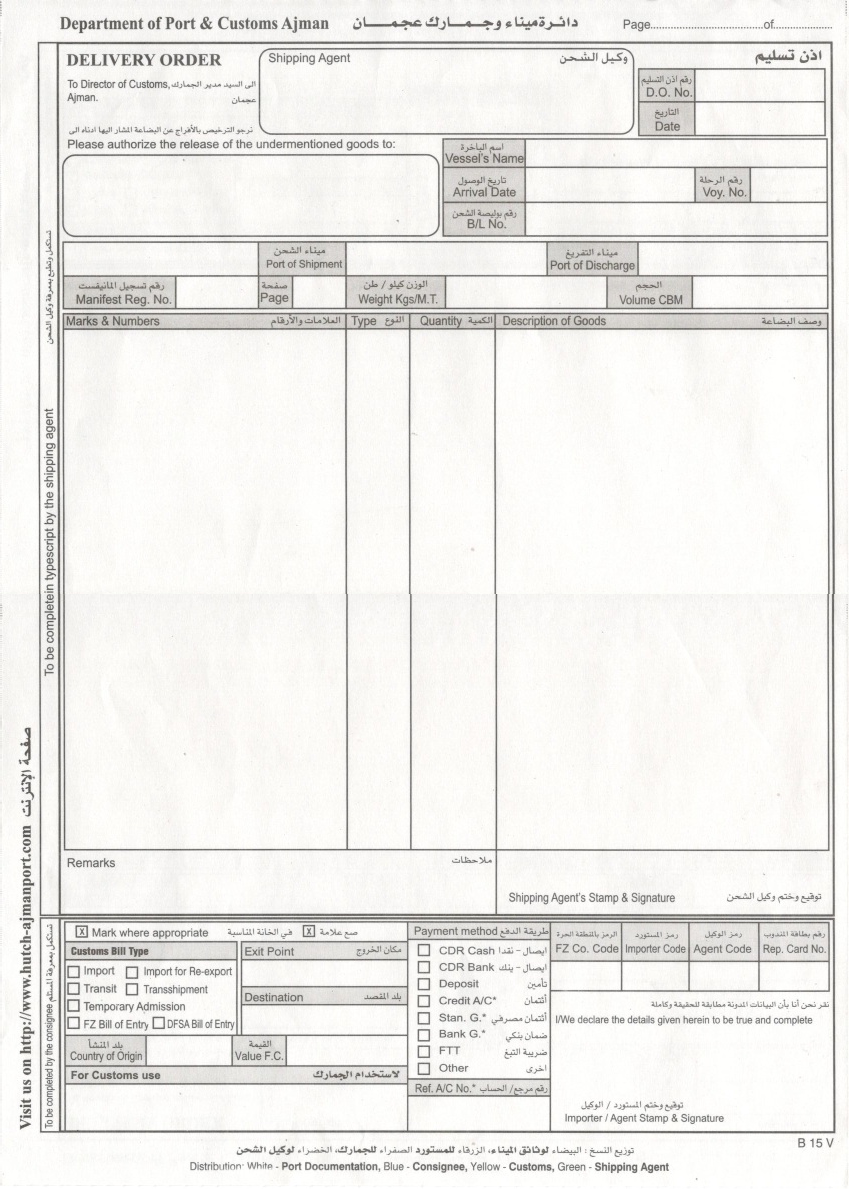 Department of Port & Customs Ajman دائرة ميناء وجمارك عجمان Page..............................of....................
DELIVERY ORDER
Shipping Agent وكيل الشحن
اذن تسليم
To Director of Customs, الى السيد مدير الجمارك
Ajman. عجمان
رقم اذن التسليم
D.O. No.
التاريخ
Date
نرجو الترخيص بالأفراج عن البضاعة المشار اليها ادناه الى
Please authorize the release of the undermentioned goods to:
اسم الباخرة
Vessel's Name
تاريخ الوصول
Arrival Date
رقم الرحلة
Voy. No.
رقم بوليصة الشحن
B/L No.
ميناء الشحن
Port of Shipment
ميناء التفريغ
Port of Discharge
رقم تسجيل المانيفست
Manifest Reg. No.
صفحة
Page
الوزن كيلو / طن
Weight Kgs/M.T.
الحجم
Volume CBM
Marks & Numbers العلامات والأرقام
Type النوع
Quantity الكمية
Description of Goods وصف البضاعة
تستكمل وتطبع بمعرفة وكيل الشحن
To be completein typescript by the shipping agent
Remarks ملاحظات
Shipping Agent's Stamp & Signature توقيع وختم وكيل الشحن
Visit us on http://www.hutch-ajmanport.com صفحة الإنترنت
تستكمل بمعرفة المستلم
To be completed by the consignee
X Mark where appropriate في الخانة المناسبة X ضع علامة
Customs Bill Type
Import
Import for Re-export
Transit
Transshipment
Temporary Admission
FZ Bill of Entry
DFSA Bill of Entry
Exit Point مكان الخروج
Destination بلد المقصد
بلد المنشأ
Country of Origin
القيمة
Value F.C.
For Customs use لاستخدام الجمارك
Payment method طريقة الدفع
CDR Cash ايصال - نقدا
CDR Bank ايصال - بنك
Deposit تأمين
Credit A/C* أئتمان
Stan. G.* أئتمان مصرفي
Bank G.* ضمان بنكي
FTT ضريبة التبغ
Other اخرى
Ref. A/C No.* رقم مرجع/ الحساب
الرمز بالمنطقة الحرة
FZ Co. Code
رمز المستورد
Importer Code
رمز الوكيل
Agent Code
رقم بطاقة المندوب
Rep. Card No.
نقر نحن أنا بأن البيانات المدونة مطابقة للحقيقة وكاملة
I/We declare the details given herein to be true and complete
توقيع وختم المستورد / الوكيل
Importer / Agent Stamp & Signature
B 15 V
توزيع النسخ : البيضاء لوثائق الميناء، الزرقاء للمستورد الصفراء للجمارك، الخضراء لوكيل الشحن
Distribution: White - Port Documentation, Blue - Consignee, Yellow - Customs, Green - Shipping Agent